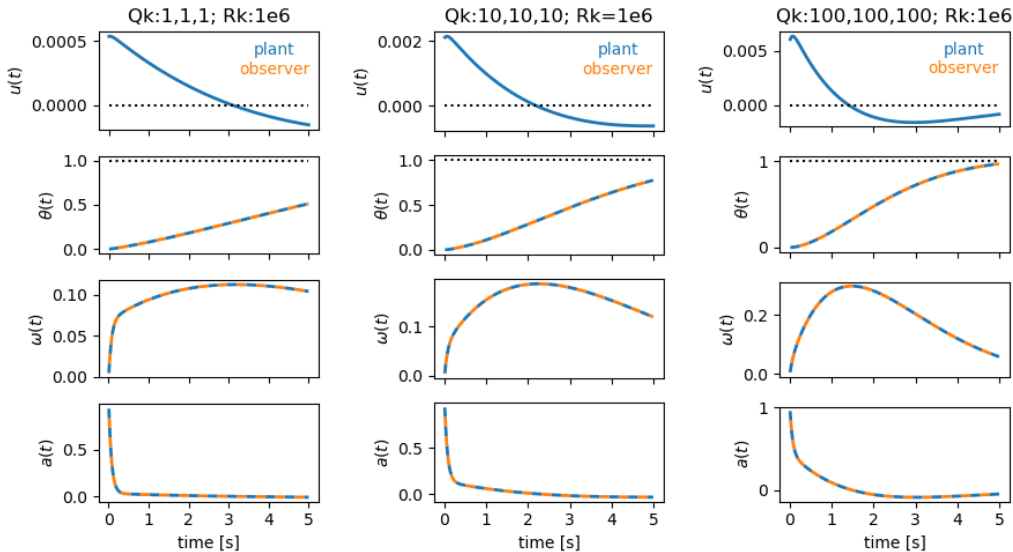 Qk:1,1,1; Rk:1e6
Qk:10,10,10; Rk=1e6
Qk:100,100,100; Rk:1e6
u(t)
0.0005
0.0000
plant
observer
u(t)
0.002
0.000
plant
observer
u(t)
0.005
0.000
plant
observer
θ(t)
1.0
0.5
0.0
θ(t)
1.0
0.5
0.0
θ(t)
1
0
ω(t)
0.10
0.05
0.00
ω(t)
0.1
0.0
ω(t)
0.2
0.0
a(t)
0.5
0.0
a(t)
0.5
0.0
a(t)
1
0
0 1 2 3 4 5
0 1 2 3 4 5
0 1 2 3 4 5
time [s]
time [s]
time [s]